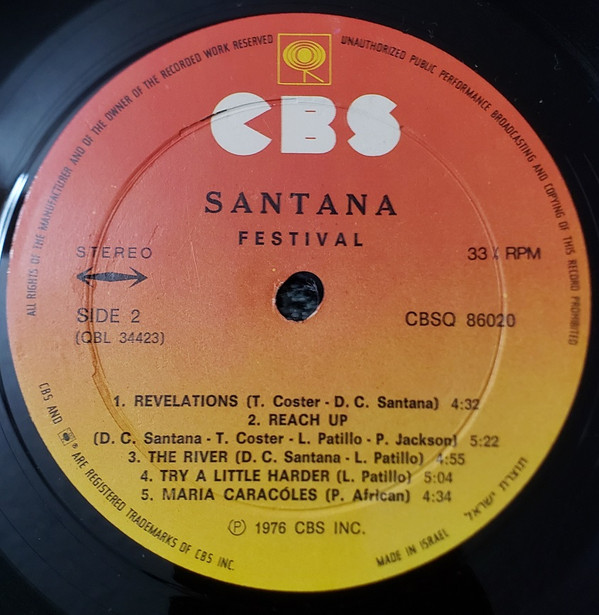 ALL RIGHTS OF THE MANUFACTURER AND OF THE OWNER OF THE RECORDED WORK RESERVED
UNAUTHORIZED PUBLIC PERFORMANCE BROADCASTING AND COPYING OF THIS RECORD PROHIBITED
CBS
SANTANA
FESTIVAL
STEREO
33⅓ RPM
SIDE 2
CBSQ 86020
(QBL 34423)
1. REVELATIONS (T. Coster - D. C. Santana) 4:32
2. REACH UP
(D. C. Santana - T. Coster - L. Patillo - P. Jackson) 5:22
3. THE RIVER (D. C. Santana - L. Patillo) 4:55
4. TRY A LITTLE HARDER (L. Patillo) 5:04
5. MARIA CARACÓLES (P. African) 4:34
℗ 1976 CBS INC.
CBS AND ® ARE REGISTERED TRADEMARKS OF CBS INC.
MADE IN ISRAEL
תוצרת ישראל